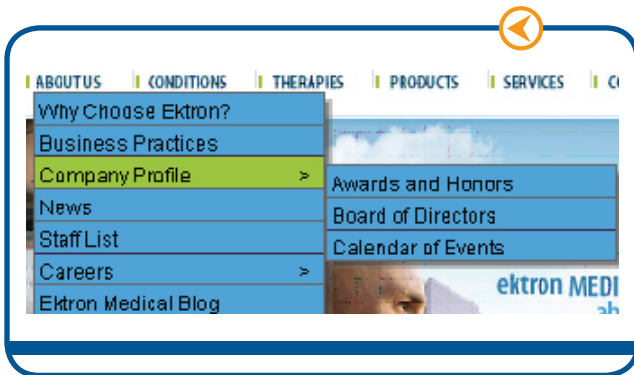 ABOUT US CONDITIONS THERAPIES PRODUCTS SERVICES
Why Choose Ektron?
Business Practices
Company Profile >
Awards and Honors
News
Board of Directors
Staff List
Calendar of Events
Careers >
ektron MEDI
Ektron Medical Blog